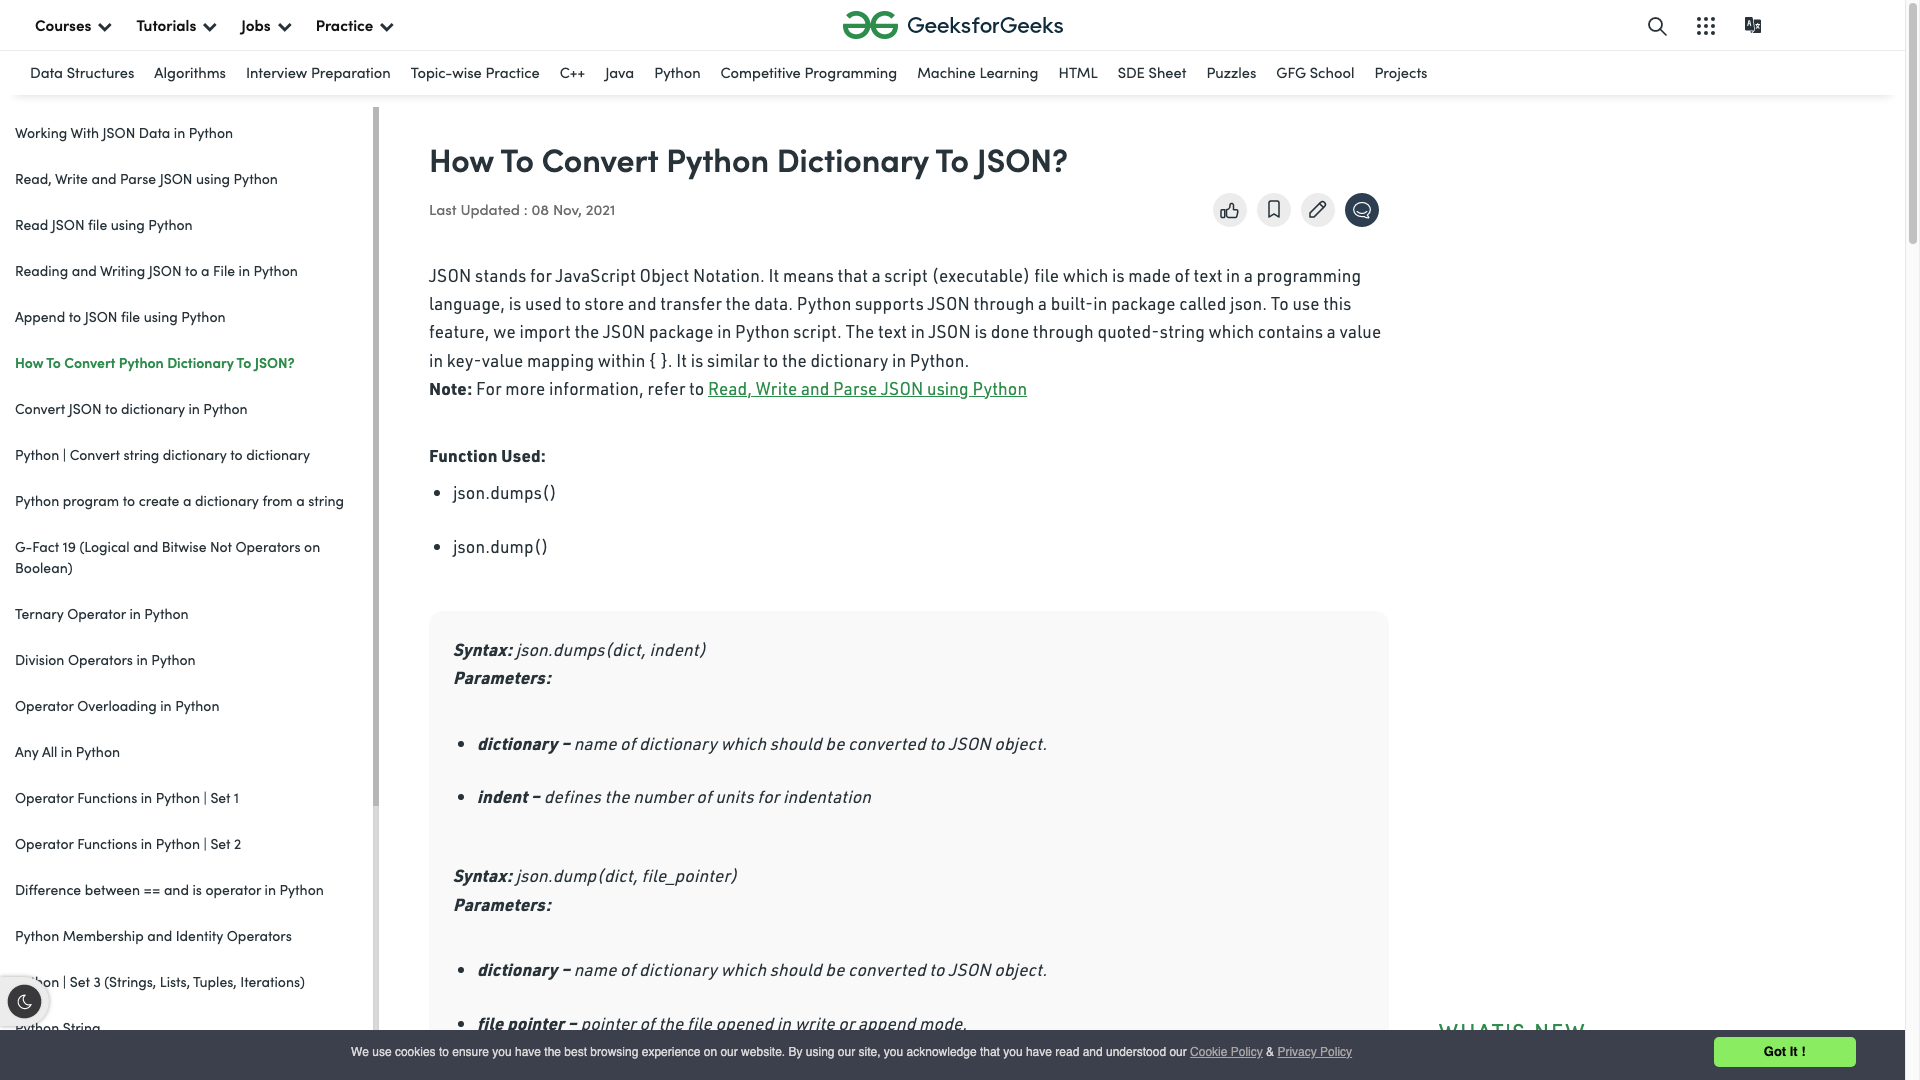 Courses Tutorials Jobs Practice GeeksforGeeks
Data Structures Algorithms Interview Preparation Topic-wise Practice C++ Java Python Competitive Programming Machine Learning HTML SDE Sheet Puzzles GFG School Projects
Working With JSON Data in Python
Read, Write and Parse JSON using Python
Read JSON file using Python
Reading and Writing JSON to a File in Python
Append to JSON file using Python
How To Convert Python Dictionary To JSON?
Convert JSON to dictionary in Python
Python | Convert string dictionary to dictionary
Python program to create a dictionary from a string
G-Fact 19 (Logical and Bitwise Not Operators on
Boolean)
Ternary Operator in Python
Division Operators in Python
Operator Overloading in Python
Any All in Python
Operator Functions in Python | Set 1
Operator Functions in Python | Set 2
Difference between == and is operator in Python
Python Membership and Identity Operators
hon | Set 3 (Strings, Lists, Tuples, Iterations)
Python String
How To Convert Python Dictionary To JSON?
Last Updated : 08 Nov, 2021
JSON stands for JavaScript Object Notation. It means that a script (executable) file which is made of text in a programming
language, is used to store and transfer the data. Python supports JSON through a built-in package called json. To use this
feature, we import the JSON package in Python script. The text in JSON is done through quoted-string which contains a value
in key-value mapping within { }. It is similar to the dictionary in Python.
Note: For more information, refer to Read, Write and Parse JSON using Python
Function Used:
• json.dumps()
• json.dump()
Syntax: json.dumps(dict, indent)
Parameters:
• dictionary – name of dictionary which should be converted to JSON object.
• indent – defines the number of units for indentation
Syntax: json.dump(dict, file_pointer)
Parameters:
• dictionary – name of dictionary which should be converted to JSON object.
• file pointer – pointer of the file opened in write or append mode.
WHAT'S NEW
We use cookies to ensure you have the best browsing experience on our website. By using our site, you acknowledge that you have read and understood our Cookie Policy & Privacy Policy
Got It !